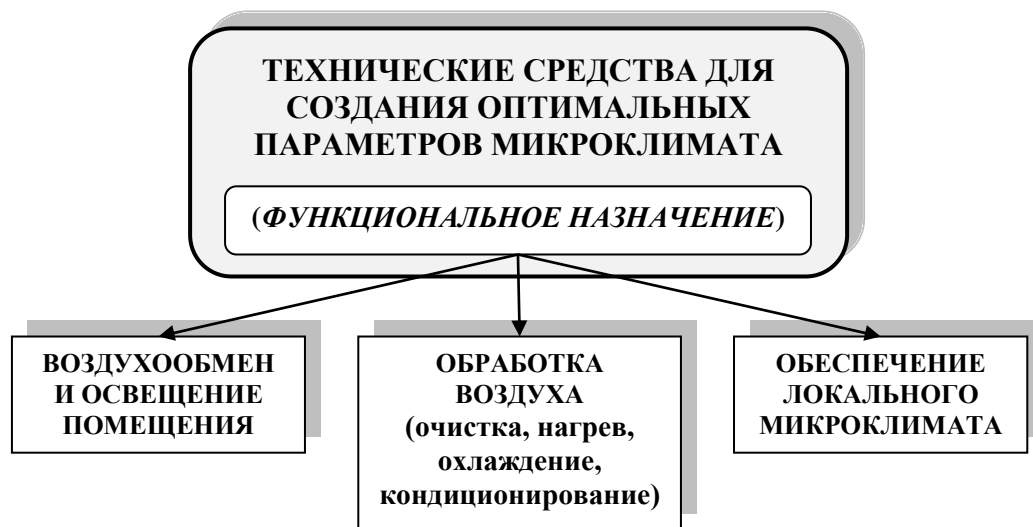 ТЕХНИЧЕСКИЕ СРЕДСТВА ДЛЯ
СОЗДАНИЯ ОПТИМАЛЬНЫХ
ПАРАМЕТРОВ МИКРОКЛИМАТА
(ФУНКЦИОНАЛЬНОЕ НАЗНАЧЕНИЕ)
ВОЗДУХООБМЕН
И ОСВЕЩЕНИЕ
ПОМЕЩЕНИЯ
ОБРАБОТКА
ВОЗДУХА
(очистка, нагрев,
охлаждение,
кондиционирование)
ОБЕСПЕЧЕНИЕ
ЛОКАЛЬНОГО
МИКРОКЛИМАТА